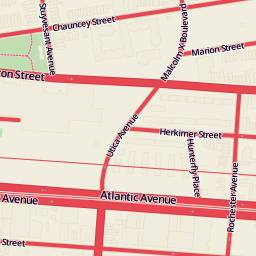 Stuyvesant Avenue
Chauncey Street
Malcolm X Boulevard
Marion Street
ton Street
Utica Avenue
Herkimer Street
Hunterfly Place
Rochester Avenue
Avenue
Atlantic Avenue
Street